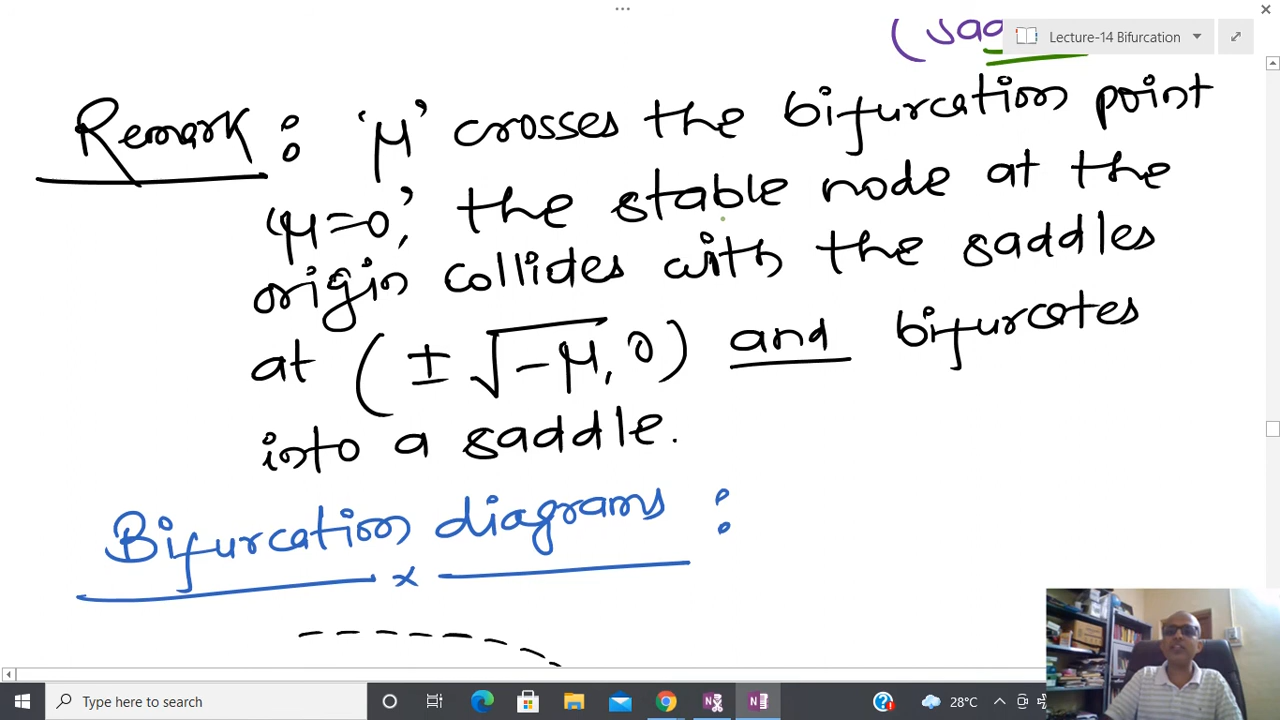 (Sad
Lecture-14 Bifurcation
Remark : 'μ' crosses the bifurcation point
'μ=0', the stable node at the
origin collides with the saddles
at (± √-μ, 0) and bifurcates
into a saddle.
Bifurcation diagrams :
Type here to search
28°C